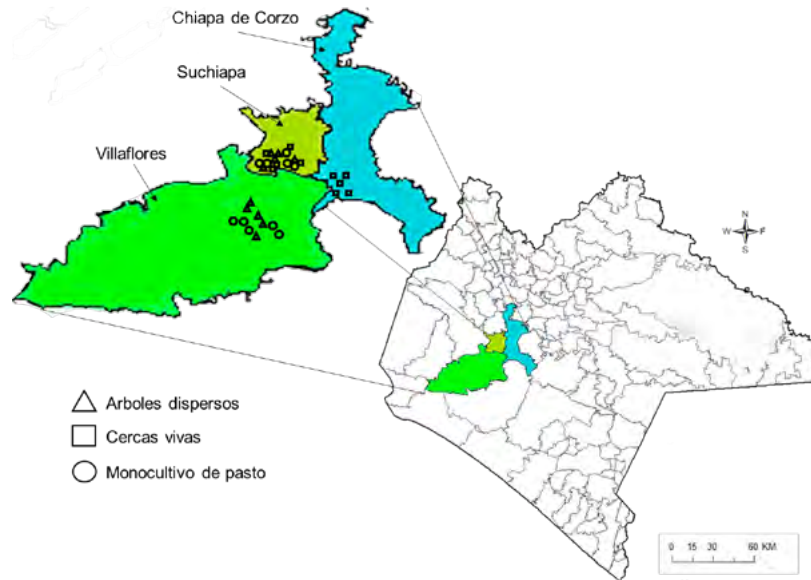 Chiapa de Corzo
Suchiapa
Villaflores
N
W E
S
Arboles dispersos
Cercas vivas
Monocultivo de pasto
0 15 30 60 KM